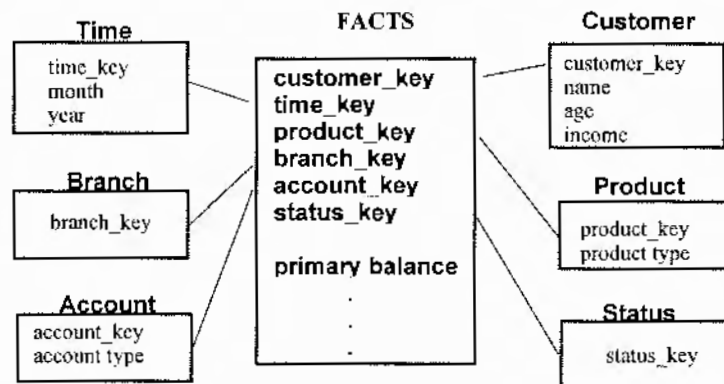 Time
time_key
month
year
Branch
branch_key
Account
account_key
account type
FACTS
customer_key
time_key
product_key
branch_key
account_key
status_key
primary balance
.
.
.
Customer
customer_key
name
age
income
Product
product_key
product type
Status
status_key